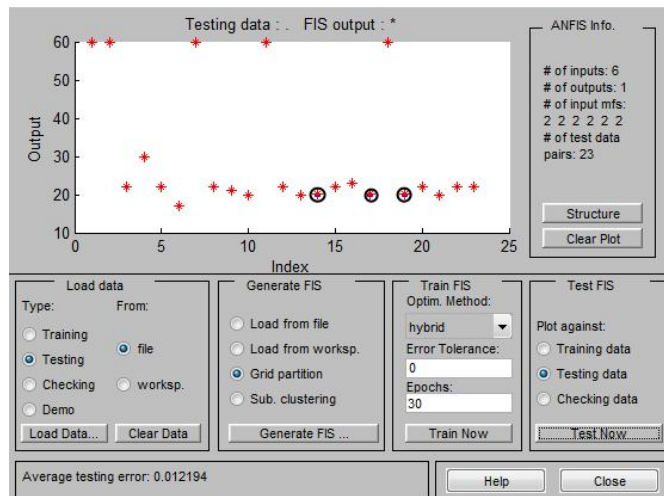 Testing data : . FIS output : *
60
50
40
30
20
10
0
5
10
15
20
25
Output
Index
ANFIS Info.
# of inputs: 6
# of outputs: 1
# of input mfs:
2 2 2 2 2 2
# of test data
pairs: 23
Structure
Clear Plot
Load data
Type:
From:
Training
Testing
Checking
Demo
file
worksp.
Load Data...
Clear Data
Generate FIS
Load from file
Load from worksp.
Grid partition
Sub. clustering
Generate FIS ...
Train FIS
Optim. Method:
hybrid
Error Tolerance:
0
Epochs:
30
Train Now
Test FIS
Plot against:
Training data
Testing data
Checking data
Test Now
Average testing error: 0.012194
Help
Close